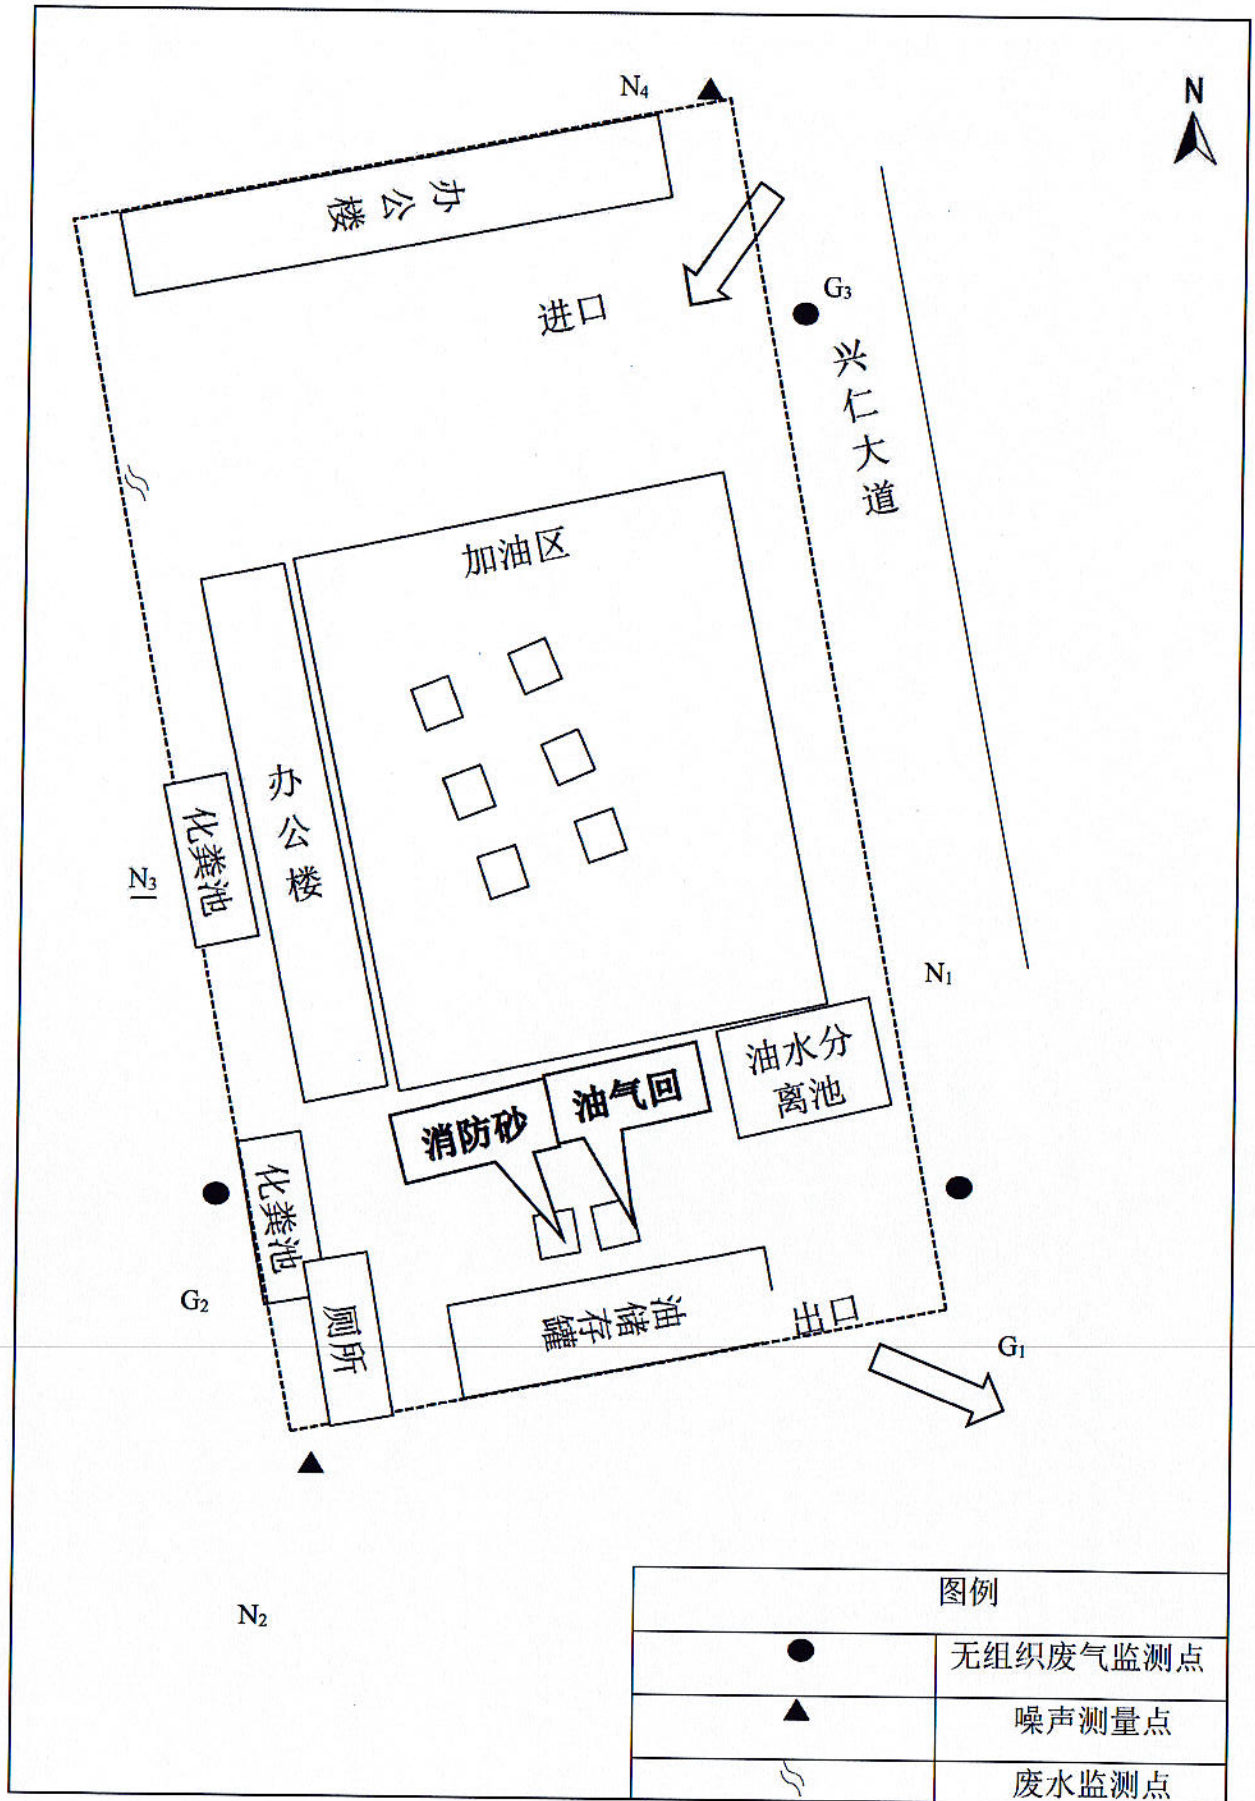 N₄
N
办公楼
进口
G₃
兴仁大道
加油区
办公楼
化粪池
N₃
N₁
油水分
离池
油气回
消防砂
化粪池
G₂
厕所
油储存罐
出口
G₁
N₂
图例
无组织废气监测点
噪声测量点
废水监测点